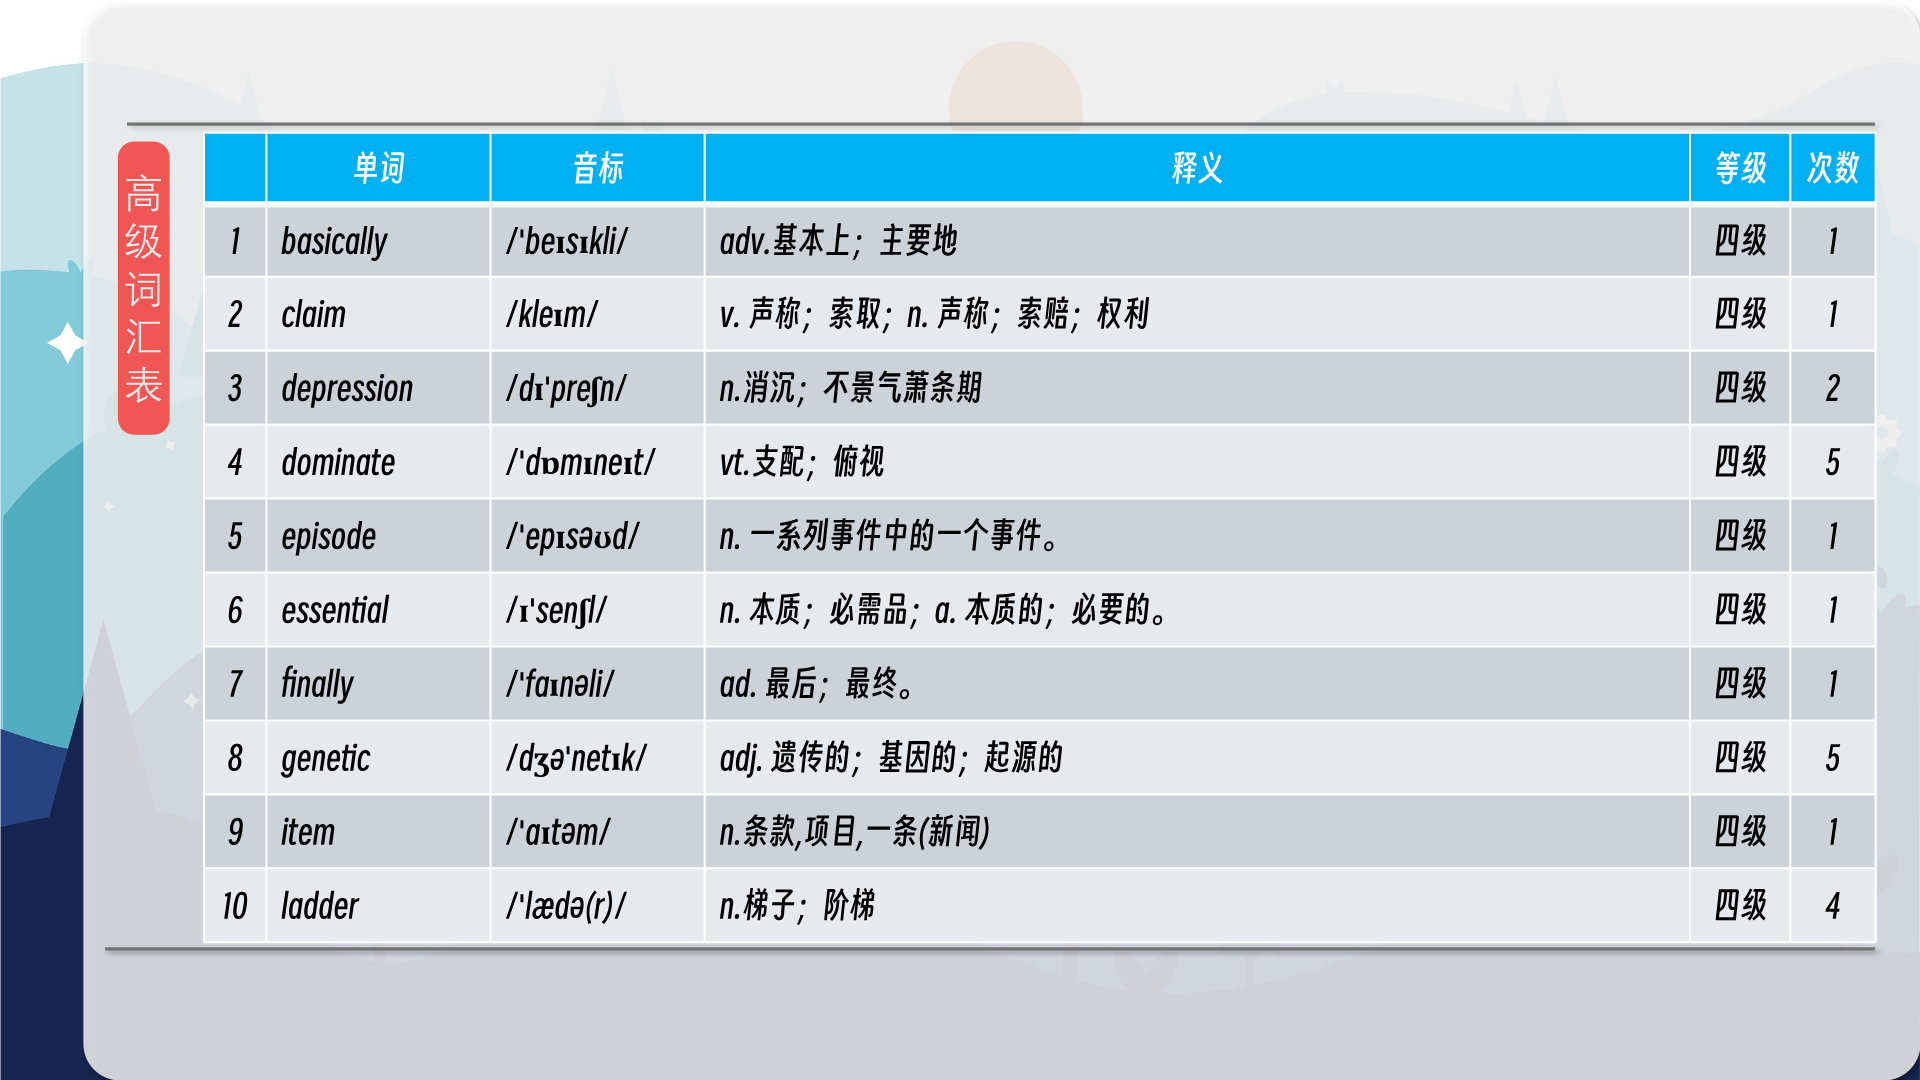 高级词汇表
单词 音标 释义 等级 次数
1 basically /'beɪsɪkli/ adv.基本上；主要地 四级 1
2 claim /kleɪm/ v. 声称；索取；n. 声称；索赔；权利 四级 1
3 depression /dɪ'preʃn/ n.消沉；不景气萧条期 四级 2
4 dominate /'dɒmɪneɪt/ vt.支配；俯视 四级 5
5 episode /'epɪsəʊd/ n. 一系列事件中的一个事件。 四级 1
6 essential /ɪ'senʃl/ n. 本质；必需品；a. 本质的；必要的。 四级 1
7 finally /'faɪnəli/ ad. 最后；最终。 四级 1
8 genetic /dʒə'netɪk/ adj. 遗传的；基因的；起源的 四级 5
9 item /'aɪtəm/ n.条款,项目,一条(新闻) 四级 1
10 ladder /'lædə(r)/ n.梯子；阶梯 四级 4